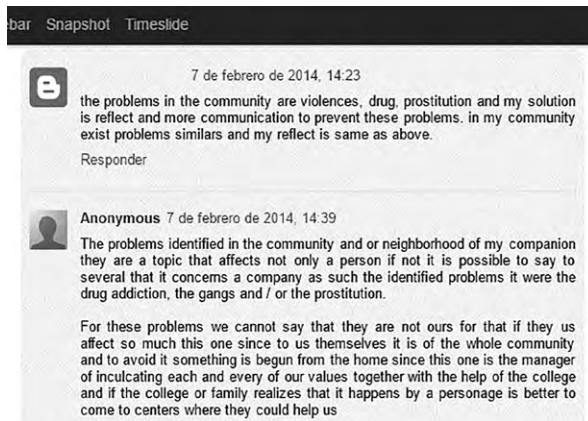 bar Snapshot Timeslide
7 de febrero de 2014, 14:23
the problems in the community are violences, drug, prostitution and my solution
is reflect and more communication to prevent these problems. in my community
exist problems similars and my reflect is same as above.
Responder
Anonymous 7 de febrero de 2014, 14:39
The problems identified in the community and or neighborhood of my companion
they are a topic that affects not only a person if not it is possible to say to
several that it concerns a company as such the identified problems it were the
drug addiction, the gangs and / or the prostitution.
For these problems we cannot say that they are not ours for that if they us
affect so much this one since to us themselves it is of the whole community
and to avoid it something is begun from the home since this one is the manager
of inculcating each and every of our values together with the help of the college
and if the college or family realizes that it happens by a personage is better to
come to centers where they could help us